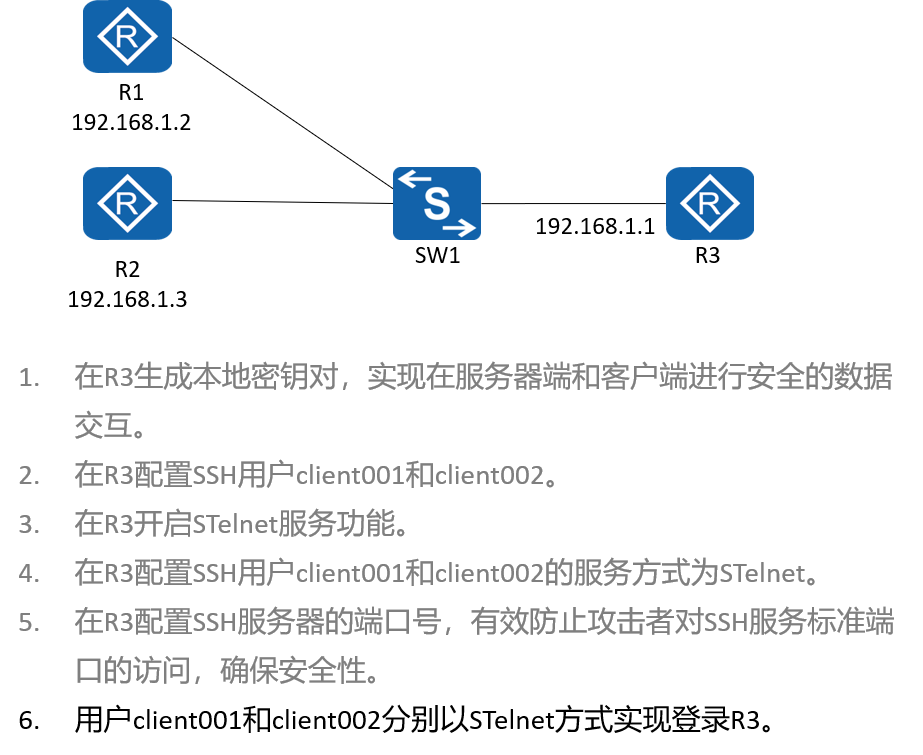 R
R1
192.168.1.2
R
R2
192.168.1.3
S
SW1
192.168.1.1
R
R3
1. 在R3生成本地密钥对，实现在服务器端和客户端进行安全的数据
交互。
2. 在R3配置SSH用户client001和client002。
3. 在R3开启STelnet服务功能。
4. 在R3配置SSH用户client001和client002的服务方式为STelnet。
5. 在R3配置SSH服务器的端口号，有效防止攻击者对SSH服务标准端
口的访问，确保安全性。
6. 用户client001和client002分别以STelnet方式实现登录R3。